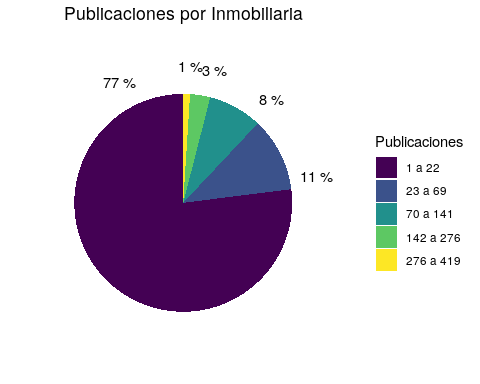 Publicaciones por Inmobiliaria
1 %
3 %
77 %
8 %
11 %
Publicaciones
1 a 22
23 a 69
70 a 141
142 a 276
276 a 419